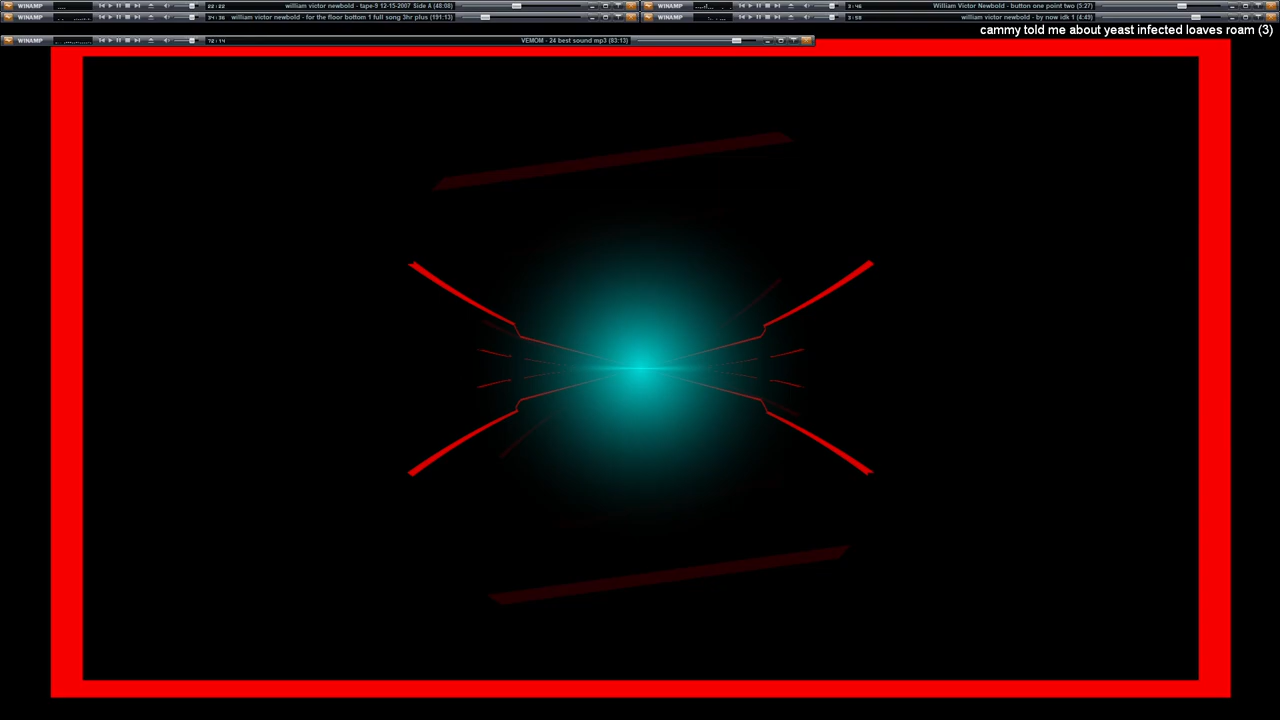 WINAMP 22:22 william victor newbold - tape-9 12-15-2007 Side A (48:08)
WINAMP 3:46 William Victor Newbold - button one point two (5:27)
WINAMP 34:36 william victor newbold - for the floor bottom 1 full song 3hr plus (191:13)
WINAMP 3:58 william victor newbold - by now idk 1 (4:49)
cammy told me about yeast infected loaves roam (3)
WINAMP 72:14 VEMOM - 24 best sound mp3 (83:13)